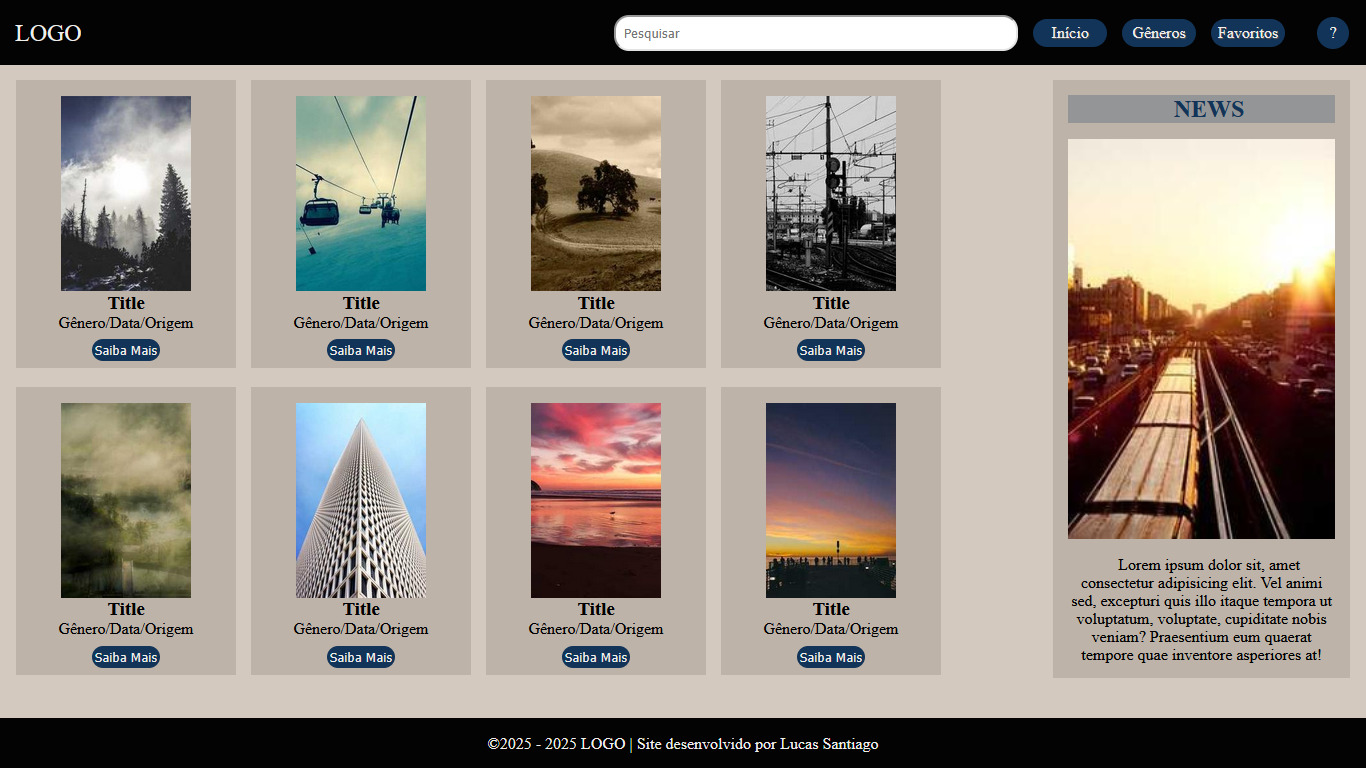 LOGO
Pesquisar
Início
Gêneros
Favoritos
?
Title
Gênero/Data/Origem
Saiba Mais
Title
Gênero/Data/Origem
Saiba Mais
Title
Gênero/Data/Origem
Saiba Mais
Title
Gênero/Data/Origem
Saiba Mais
Title
Gênero/Data/Origem
Saiba Mais
Title
Gênero/Data/Origem
Saiba Mais
Title
Gênero/Data/Origem
Saiba Mais
Title
Gênero/Data/Origem
Saiba Mais
NEWS
Lorem ipsum dolor sit, amet
consectetur adipisicing elit. Vel animi
sed, excepturi quis illo itaque tempora ut
voluptatum, voluptate, cupiditate nobis
veniam? Praesentium eum quaerat
tempore quae inventore asperiores at!
©2025 - 2025 LOGO | Site desenvolvido por Lucas Santiago